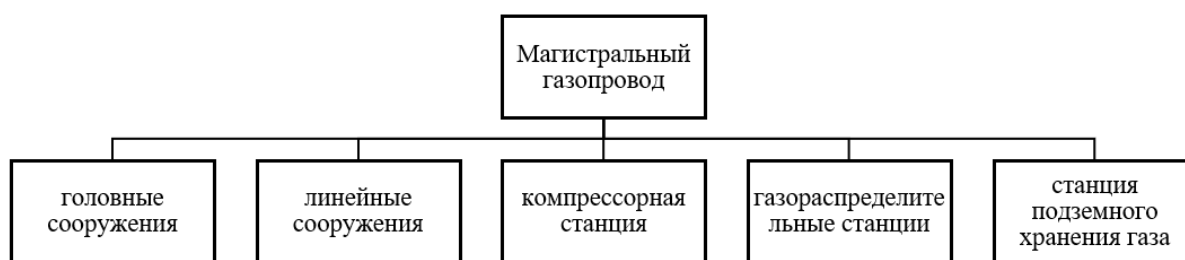 Магистральный
газопровод
головные
сооружения
линейные
сооружения
компрессорная
станция
газораспределите
льные станции
станция
подземного
хранения газа